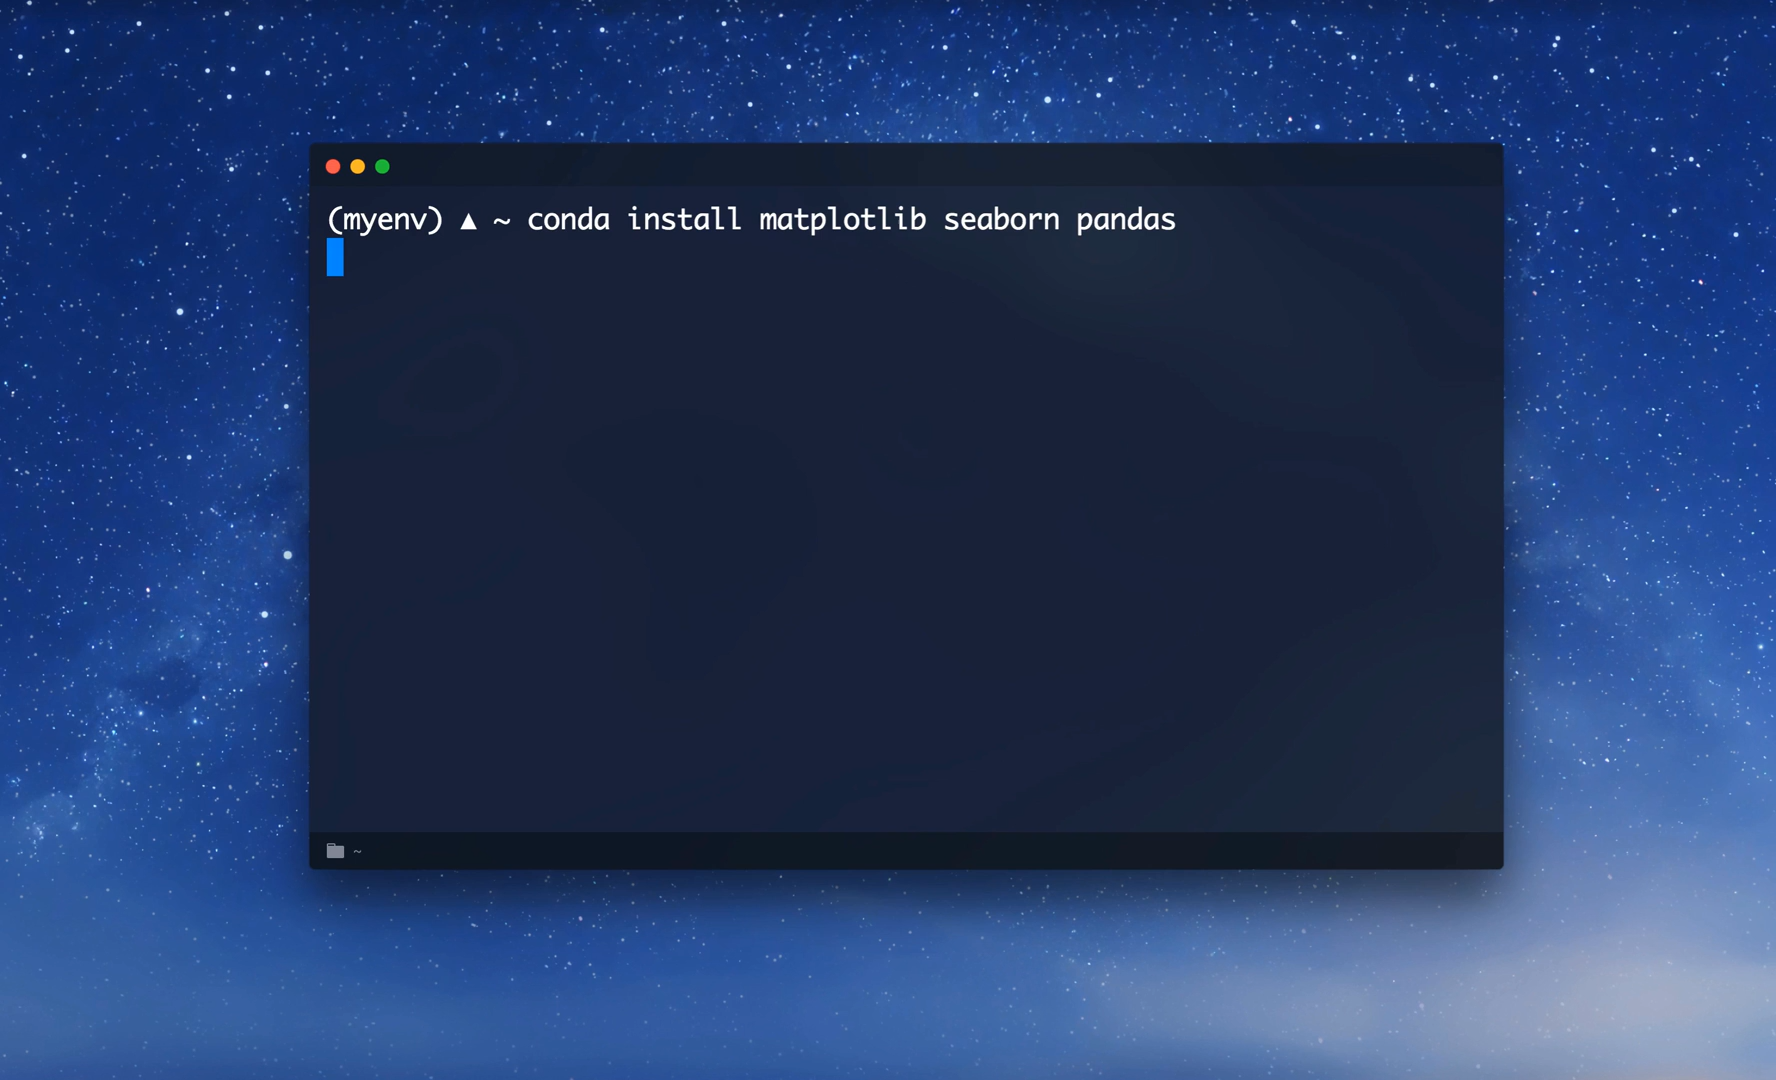 (myenv) ▲ ~ conda install matplotlib seaborn pandas
~